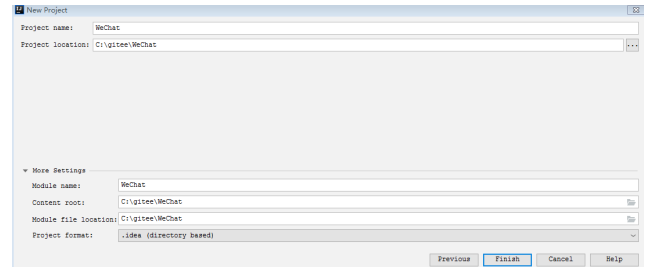 New Project
Project name: WeChat
Project location: C:\gitee\WeChat ...
More Settings
Module name: WeChat
Content root: C:\gitee\WeChat
Module file location: C:\gitee\WeChat
Project format: .idea (directory based)
Previous Finish Cancel Help